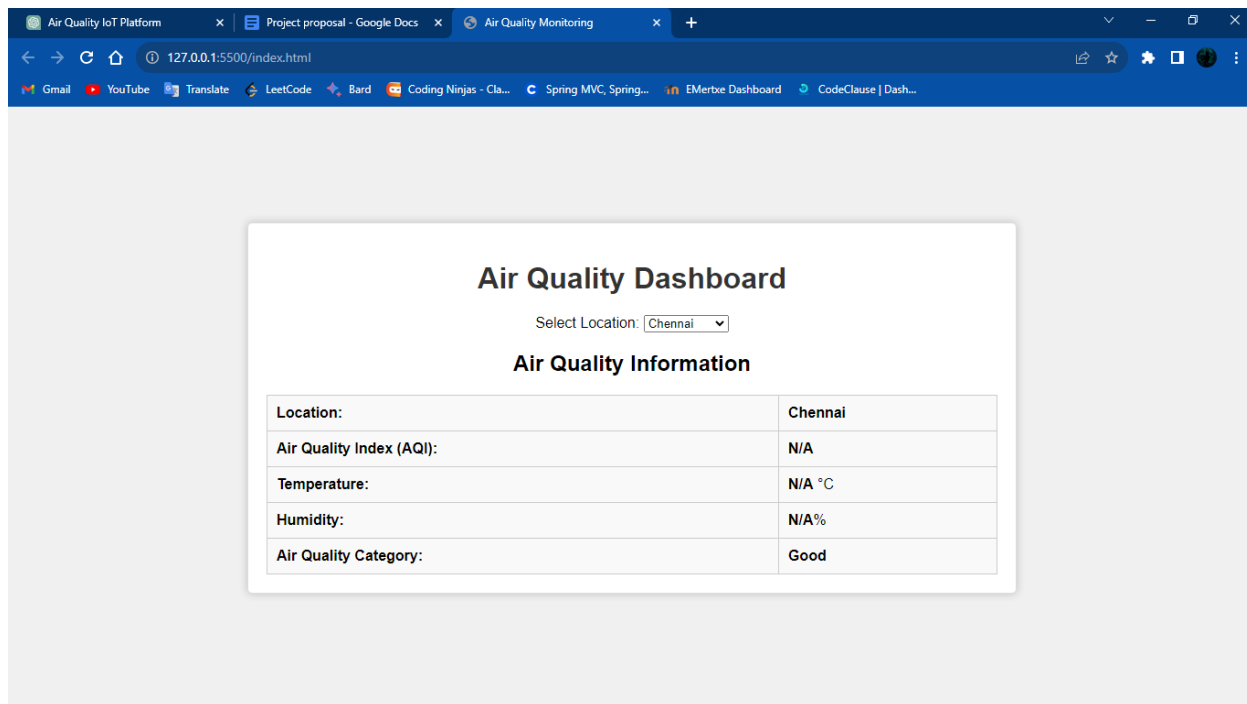 Air Quality IoT Platform
Project proposal - Google Docs
Air Quality Monitoring
127.0.0.1:5500/index.html
Gmail YouTube Translate LeetCode Bard Coding Ninjas - Cla... Spring MVC, Spring... EMertxe Dashboard CodeClause | Dash...
Air Quality Dashboard
Select Location: Chennai
Air Quality Information
Location: Chennai
Air Quality Index (AQI): N/A
Temperature: N/A °C
Humidity: N/A%
Air Quality Category: Good